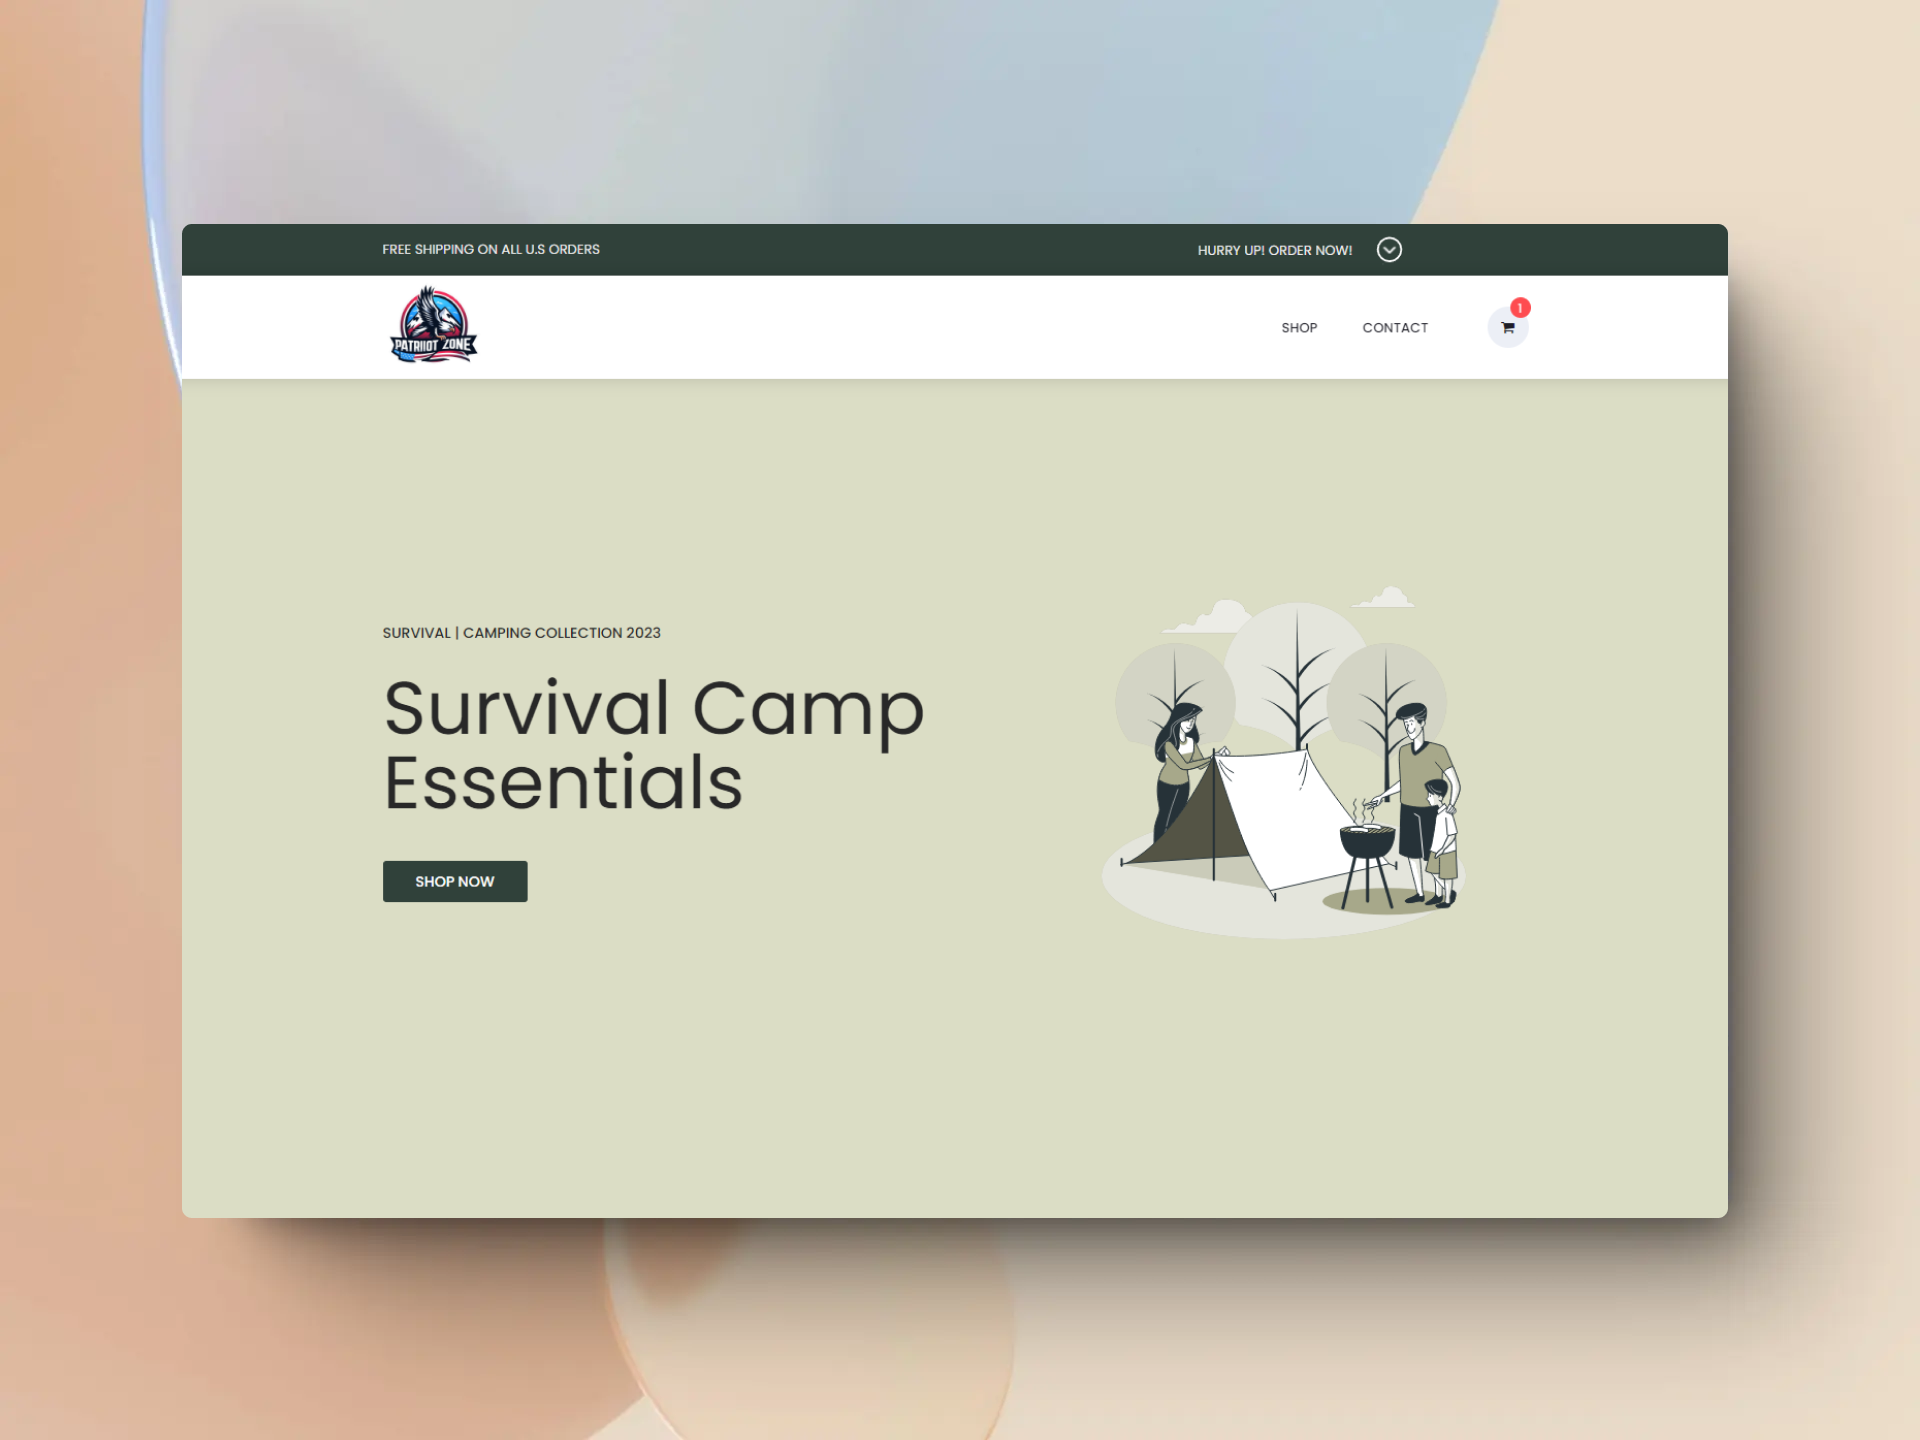 FREE SHIPPING ON ALL U.S ORDERS
HURRY UP! ORDER NOW!
PATRIIOT ZONE
SHOP
CONTACT
1
SURVIVAL | CAMPING COLLECTION 2023
Survival Camp
Essentials
SHOP NOW